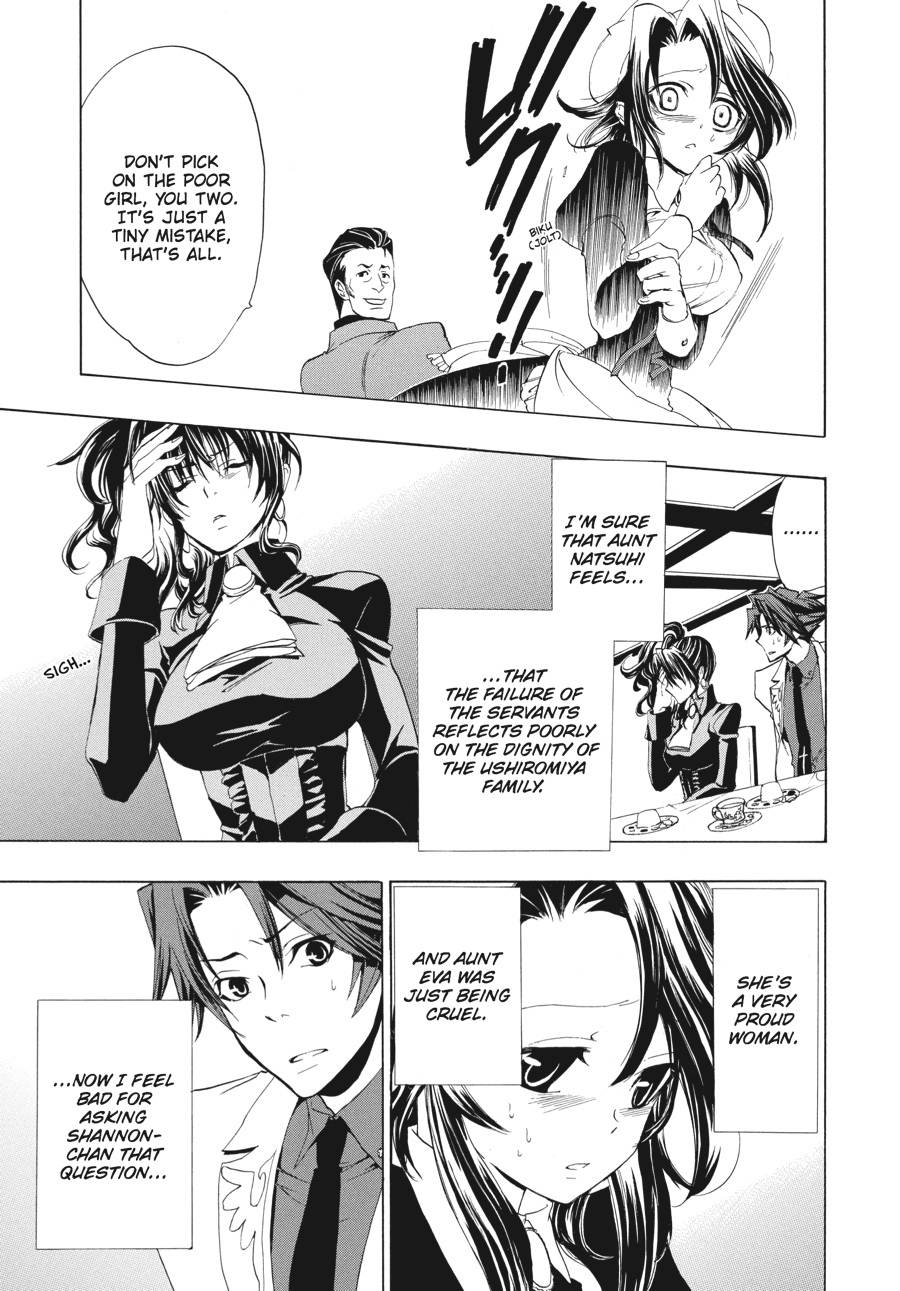 ビクン…!
BIKU
(JOLT)
DON'T PICK
ON THE POOR
GIRL, YOU TWO.
IT'S JUST A
TINY MISTAKE,
THAT'S ALL.
......
I'M SURE
THAT AUNT
NATSUHI
FEELS...
...THAT
THE FAILURE OF
THE SERVANTS
REFLECTS POORLY
ON THE DIGNITY OF
THE USHIROMIYA
FAMILY.
SIGH...
SHE'S
A VERY
PROUD
WOMAN.
AND AUNT
EVA WAS
JUST BEING
CRUEL.
...NOW I FEEL
BAD FOR
ASKING
SHANNON-
CHAN THAT
QUESTION...